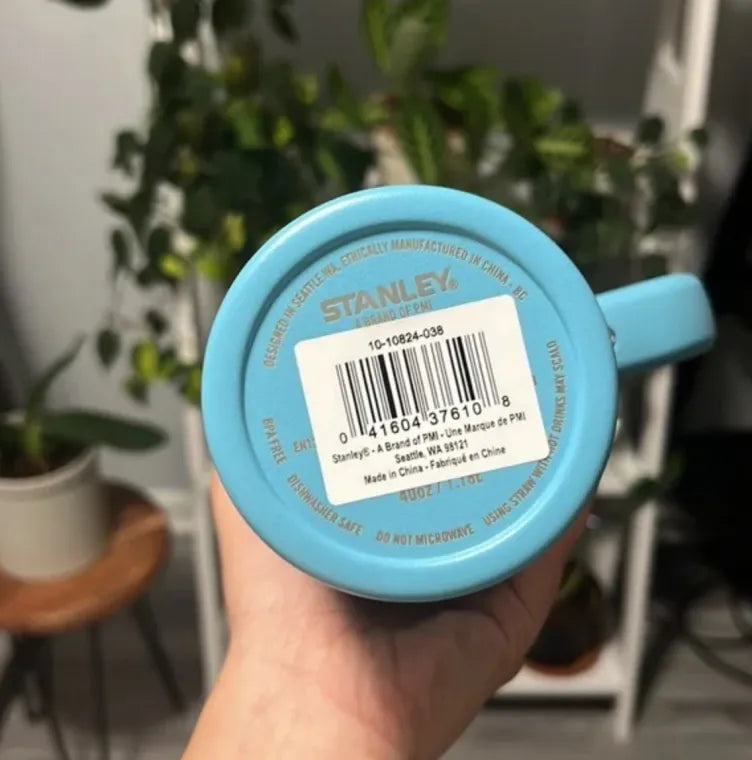 DESIGNED IN SEATTLE, WA, ETHICALLY MANUFACTURED IN CHINA - BC
STANLEY®
A BRAND OF PMI
10-10824-038
0 41604 37610 8
Stanley® - A Brand of PMI - Une Marque de PMI
Seattle, WA 98121
Made in China - Fabriqué en Chine
40oz / 1.18L
BPA FREE
DISHWASHER SAFE
DO NOT MICROWAVE
USING STRAW WITH HOT DRINKS MAY SCALD